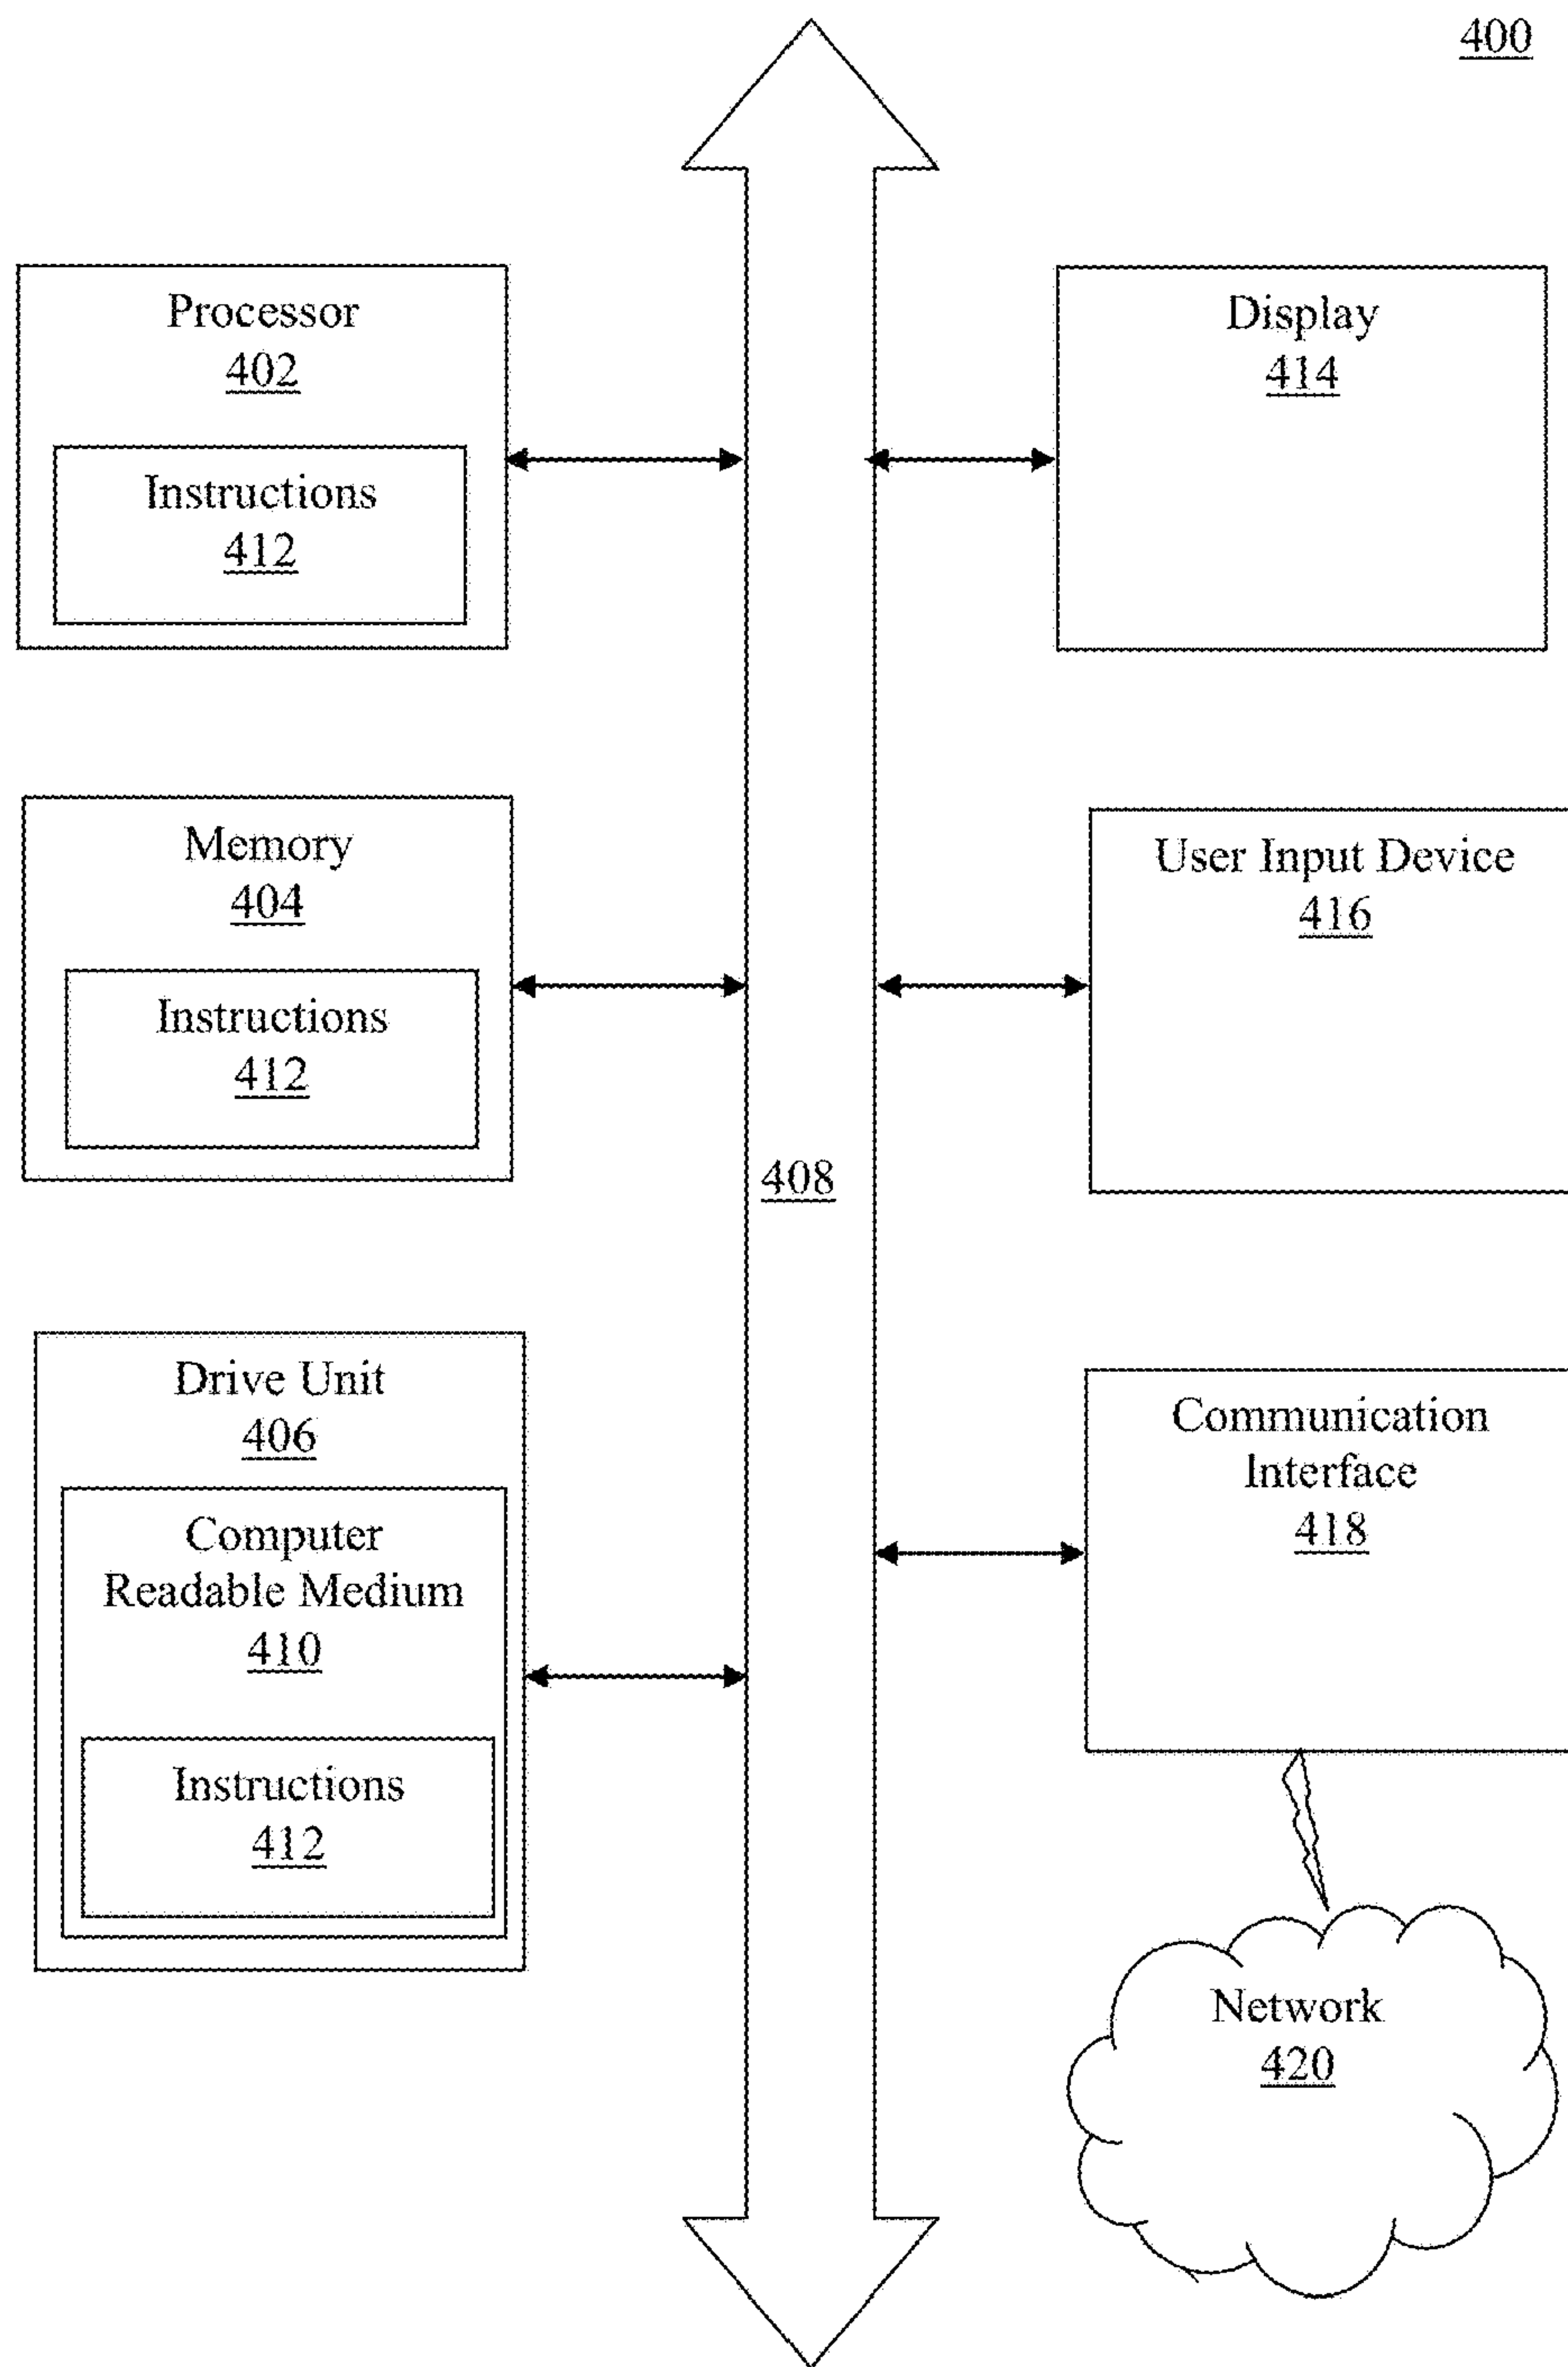 400
Processor
402
Instructions
412
Memory
404
Instructions
412
Drive Unit
406
Computer
Readable Medium
410
Instructions
412
408
Display
414
User Input Device
416
Communication
Interface
418
Network
420